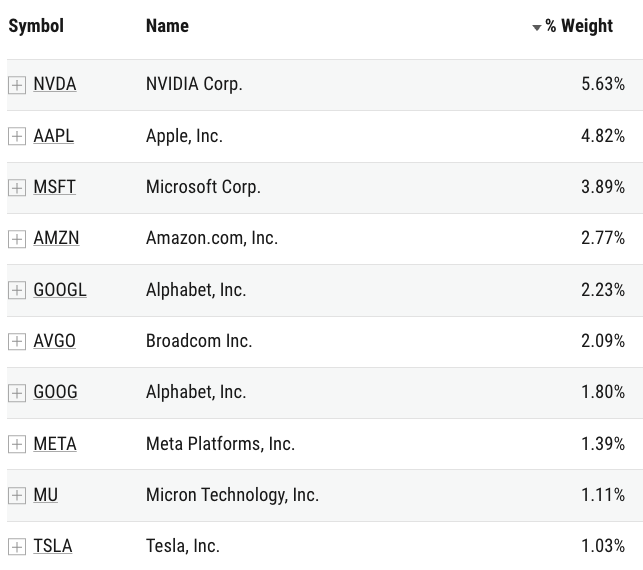 Symbol Name % Weight
NVDA NVIDIA Corp. 5.63%
AAPL Apple, Inc. 4.82%
MSFT Microsoft Corp. 3.89%
AMZN Amazon.com, Inc. 2.77%
GOOGL Alphabet, Inc. 2.23%
AVGO Broadcom Inc. 2.09%
GOOG Alphabet, Inc. 1.80%
META Meta Platforms, Inc. 1.39%
MU Micron Technology, Inc. 1.11%
TSLA Tesla, Inc. 1.03%